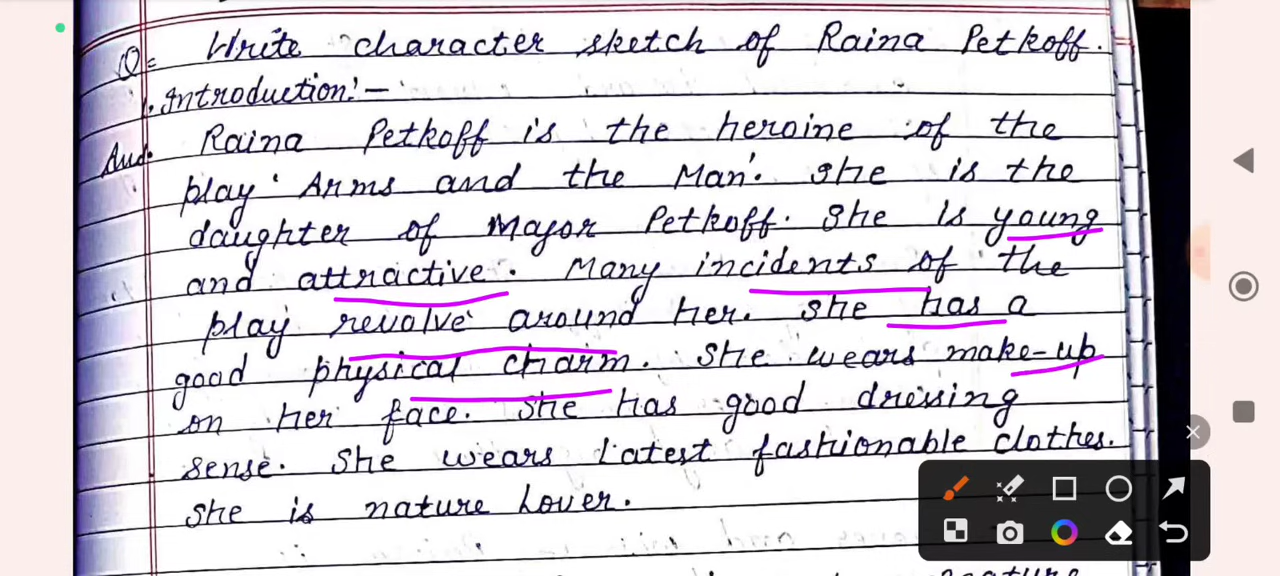 Q= Write character sketch of Raina Petkoff.
1. Introduction:-
Ans. Raina Petkoff is the heroine of the
play 'Arms and the Man'. She is the
daughter of Major Petkoff. She is young
and attractive. Many incidents of the
play revolve around her. She has a
good physical charm. She wears make-up
on her face. She has good dressing
sense. She wears latest fashionable clothes.
She is nature Lover.
nature